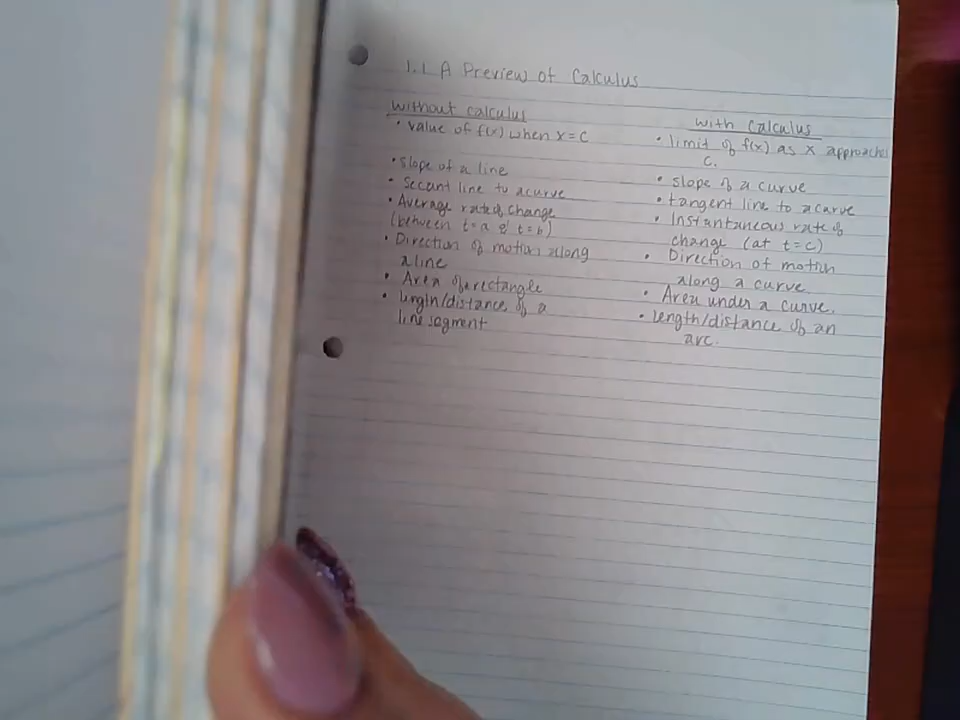 1.1 A Preview of Calculus
without calculus
• value of f(x) when x=c
• Slope of a line
• Secant line to a curve
• Average rate of change
(between t=a & t=b)
• Direction of motion along
a line
• Area of a rectangle
• length/distance of a
line segment
with calculus
• limit of f(x) as x approaches
c.
• slope of a curve
• tangent line to a curve
• Instantaneous rate of
change (at t=c)
• Direction of motion
along a curve.
• Area under a curve.
• length/distance of an
arc.